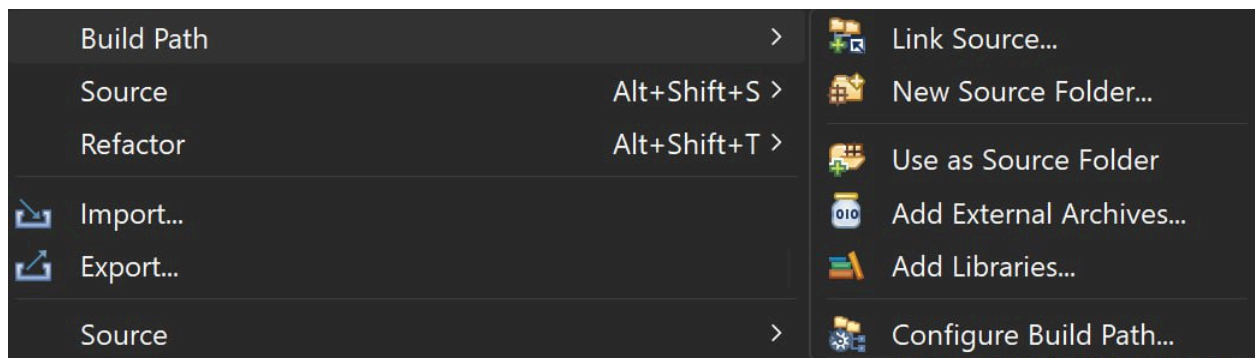 Build Path >
Source Alt+Shift+S >
Refactor Alt+Shift+T >
Import...
Export...
Source >
Link Source...
New Source Folder...
Use as Source Folder
010
Add External Archives...
Add Libraries...
Configure Build Path...